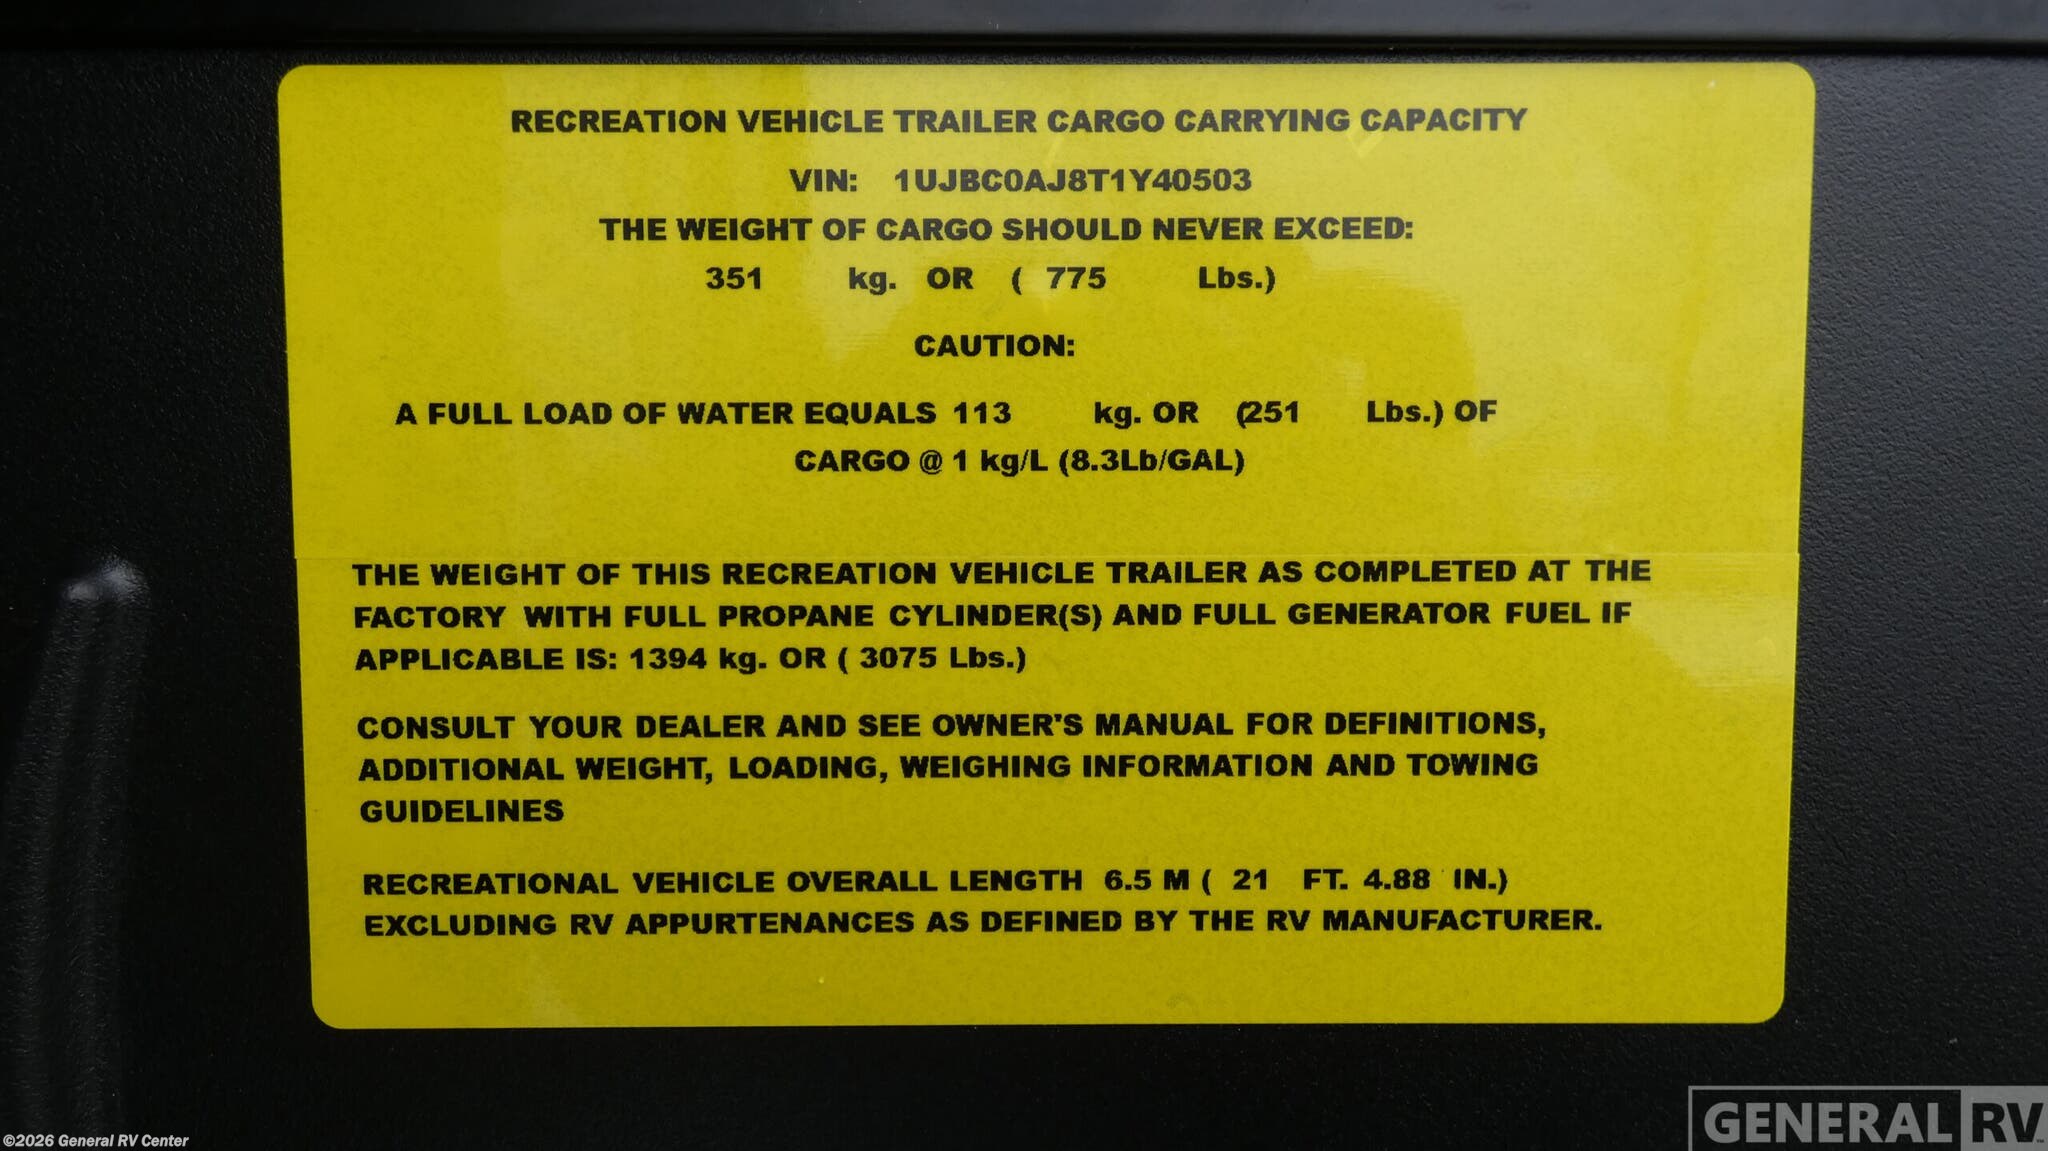 RECREATION VEHICLE TRAILER CARGO CARRYING CAPACITY
VIN: 1UJBC0AJ8T1Y40503
THE WEIGHT OF CARGO SHOULD NEVER EXCEED:
351 kg. OR ( 775 Lbs.)
CAUTION:
A FULL LOAD OF WATER EQUALS 113 kg. OR (251 Lbs.) OF
CARGO @ 1 kg/L (8.3Lb/GAL)
THE WEIGHT OF THIS RECREATION VEHICLE TRAILER AS COMPLETED AT THE
FACTORY WITH FULL PROPANE CYLINDER(S) AND FULL GENERATOR FUEL IF
APPLICABLE IS: 1394 kg. OR ( 3075 Lbs.)
CONSULT YOUR DEALER AND SEE OWNER'S MANUAL FOR DEFINITIONS,
ADDITIONAL WEIGHT, LOADING, WEIGHING INFORMATION AND TOWING
GUIDELINES
RECREATIONAL VEHICLE OVERALL LENGTH 6.5 M ( 21 FT. 4.88 IN.)
EXCLUDING RV APPURTENANCES AS DEFINED BY THE RV MANUFACTURER.
©2026 General RV Center
GENERAL RV